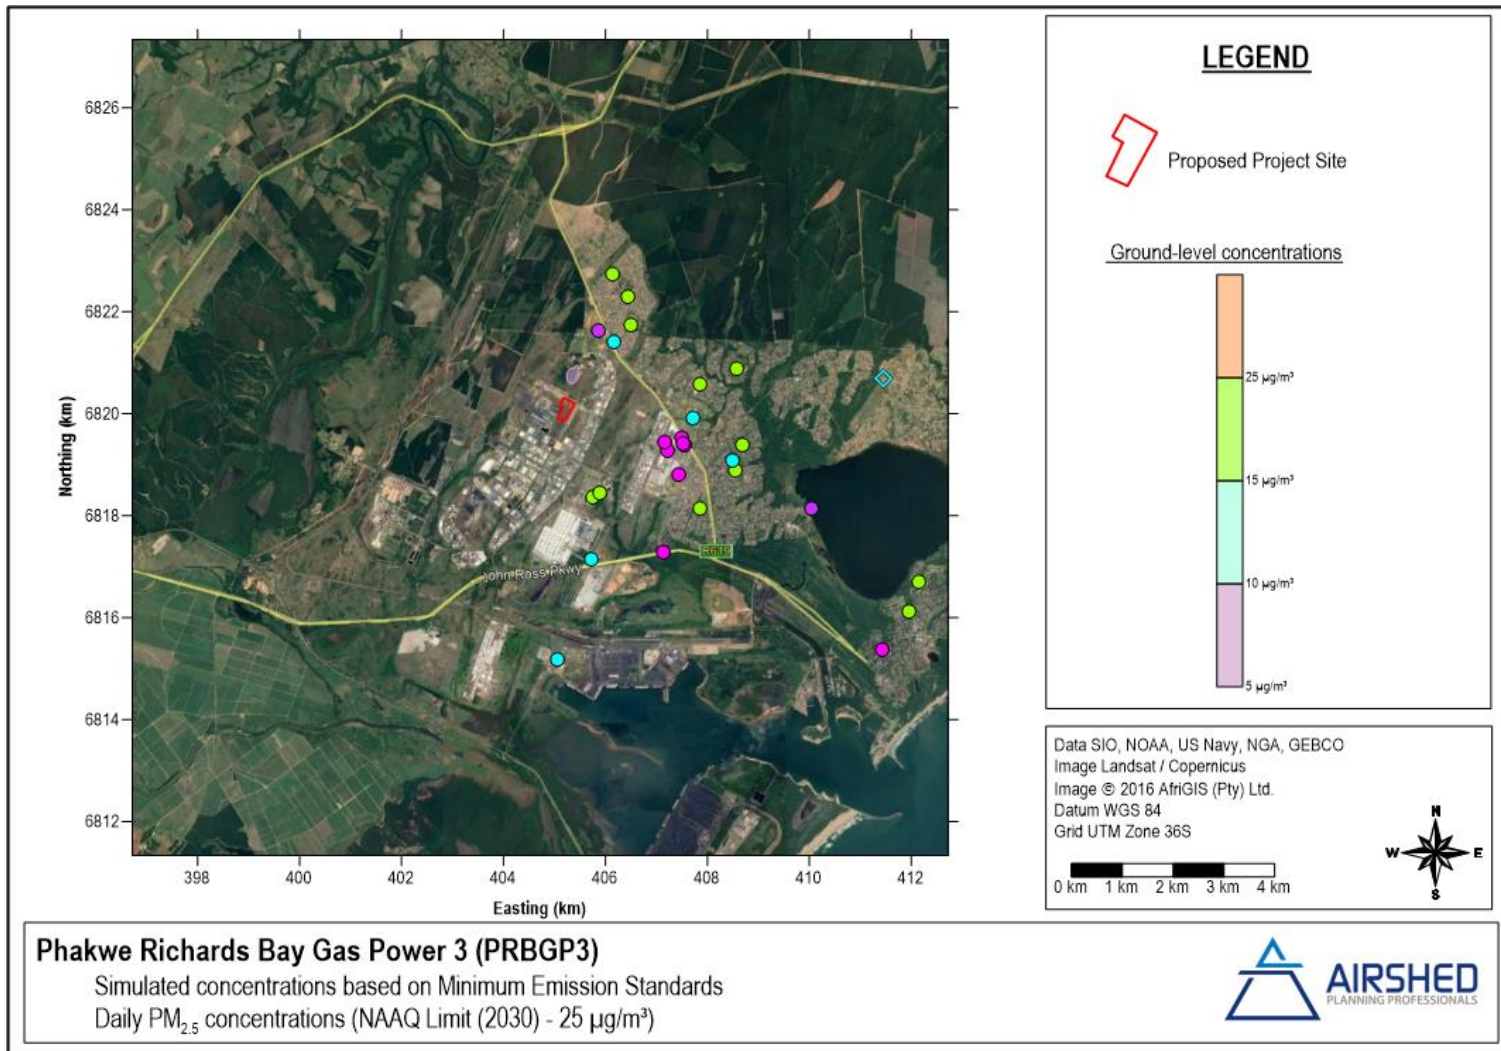 LEGEND
Proposed Project Site
Ground-level concentrations
25 µg/m³
15 µg/m³
10 µg/m³
5 µg/m³
6826
6824
6822
6820
6818
6816
6814
6812
Northing (km)
John Ross Pkwy
398 400 402 404 406 408 410 412
Easting (km)
Data SIO, NOAA, US Navy, NGA, GEBCO
Image Landsat / Copernicus
Image © 2016 AfriGIS (Pty) Ltd.
Datum WGS 84
Grid UTM Zone 36S
N
W E
S
0 km 1 km 2 km 3 km 4 km
Phakwe Richards Bay Gas Power 3 (PRBGP3)
Simulated concentrations based on Minimum Emission Standards
Daily PM₂.₅ concentrations (NAAQ Limit (2030) - 25 µg/m³)
AIRSHED
PLANNING PROFESSIONALS